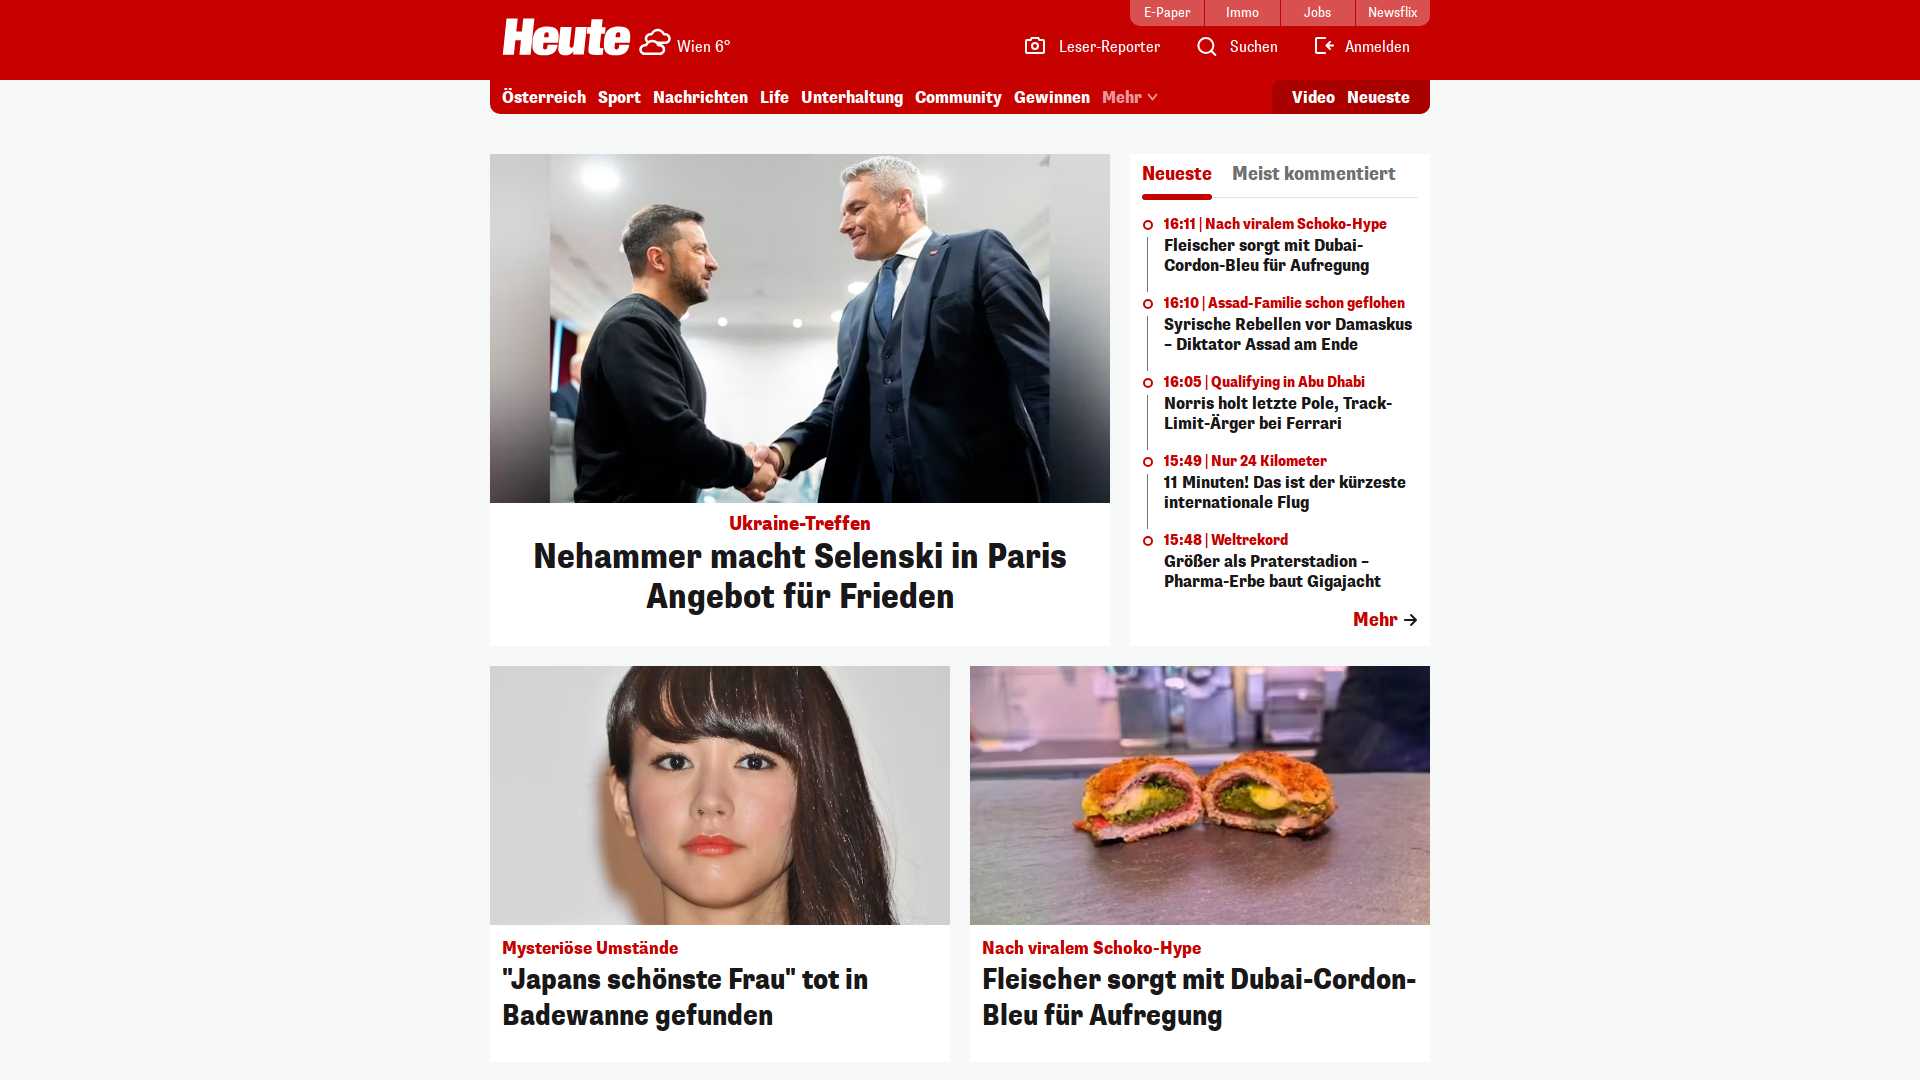 E-Paper
Immo
Jobs
Newsflix
Heute
Wien 6°
Leser-Reporter
Suchen
Anmelden
Österreich
Sport
Nachrichten
Life
Unterhaltung
Community
Gewinnen
Mehr
Video
Neueste
Ukraine-Treffen
Nehammer macht Selenski in Paris
Angebot für Frieden
Neueste
Meist kommentiert
16:11 | Nach viralem Schoko-Hype
Fleischer sorgt mit Dubai-
Cordon-Bleu für Aufregung
16:10 | Assad-Familie schon geflohen
Syrische Rebellen vor Damaskus
– Diktator Assad am Ende
16:05 | Qualifying in Abu Dhabi
Norris holt letzte Pole, Track-
Limit-Ärger bei Ferrari
15:49 | Nur 24 Kilometer
11 Minuten! Das ist der kürzeste
internationale Flug
15:48 | Weltrekord
Größer als Praterstadion –
Pharma-Erbe baut Gigajacht
Mehr
Mysteriöse Umstände
"Japans schönste Frau" tot in
Badewanne gefunden
Nach viralem Schoko-Hype
Fleischer sorgt mit Dubai-Cordon-
Bleu für Aufregung